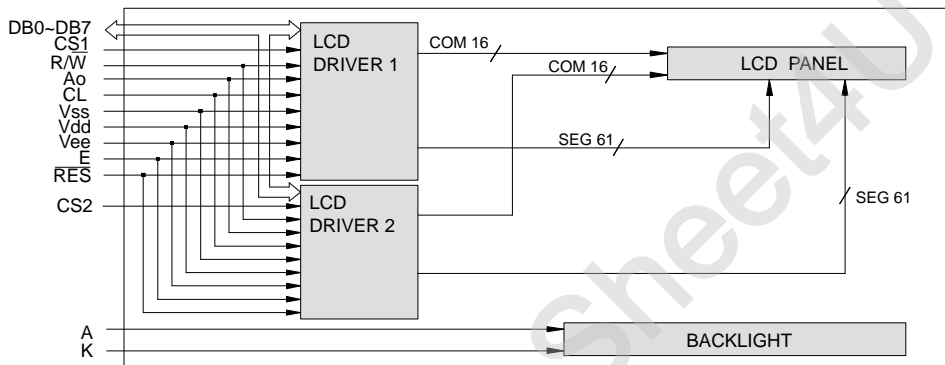 DB0~DB7
CS1
R/W̅
Ao
CL
Vss
Vdd
Vee
E
R̅E̅S̅
CS2
A
K
LCD
DRIVER 1
LCD
DRIVER 2
COM 16
COM 16
SEG 61
SEG 61
LCD PANEL
BACKLIGHT
Sheet4U